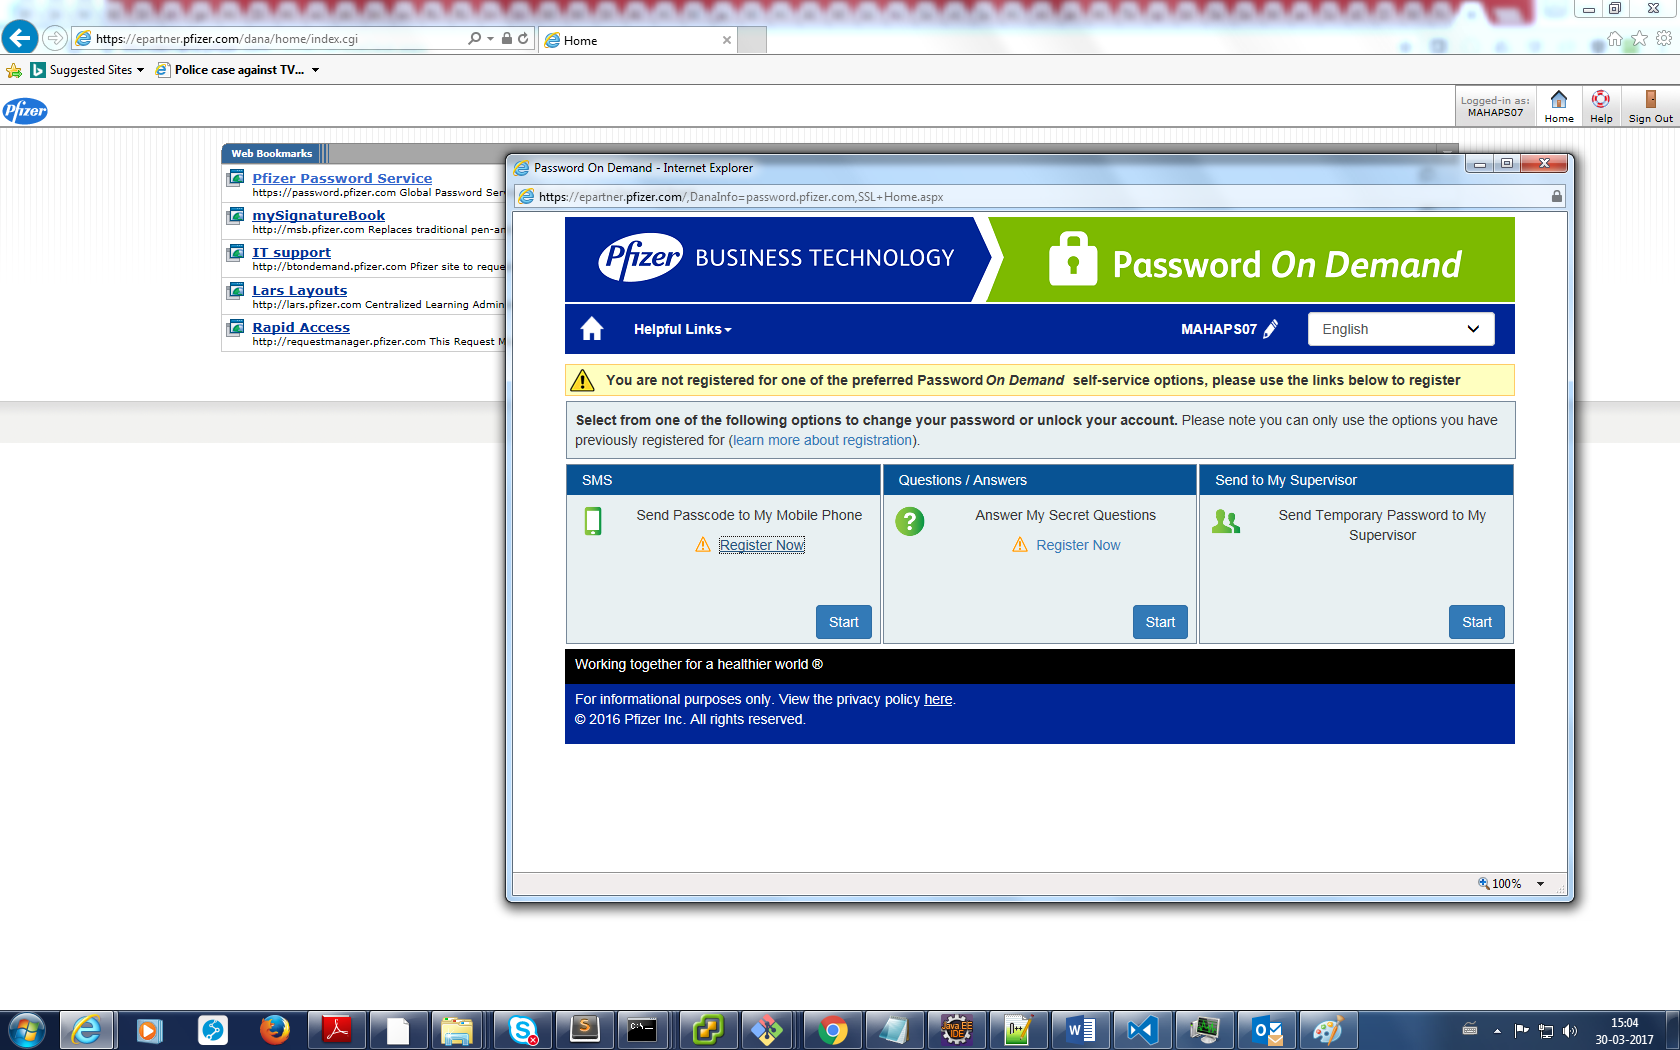 https://epartner.pfizer.com/dana/home/index.cgi
Home
Suggested Sites
Police case against TV...
Pfizer
Logged-in as:
MAHAPS07
Home
Help
Sign Out
Web Bookmarks
Pfizer Password Service
https://password.pfizer.com Global Password Ser
mySignatureBook
http://msb.pfizer.com Replaces traditional pen-an
IT support
http://btondemand.pfizer.com Pfizer site to reque
Lars Layouts
http://lars.pfizer.com Centralized Learning Admin
Rapid Access
http://requestmanager.pfizer.com This Request M
Password On Demand - Internet Explorer
https://epartner.pfizer.com/,DanaInfo=password.pfizer.com,SSL+Home.aspx
Pfizer BUSINESS TECHNOLOGY
Password On Demand
Helpful Links
MAHAPS07
English
You are not registered for one of the preferred Password On Demand self-service options, please use the links below to register
Select from one of the following options to change your password or unlock your account. Please note you can only use the options you have
previously registered for (learn more about registration).
SMS
Send Passcode to My Mobile Phone
Register Now
Start
Questions / Answers
Answer My Secret Questions
Register Now
Start
Send to My Supervisor
Send Temporary Password to My
Supervisor
Start
Working together for a healthier world ®
For informational purposes only. View the privacy policy here.
© 2016 Pfizer Inc. All rights reserved.
100%
15:04
30-03-2017